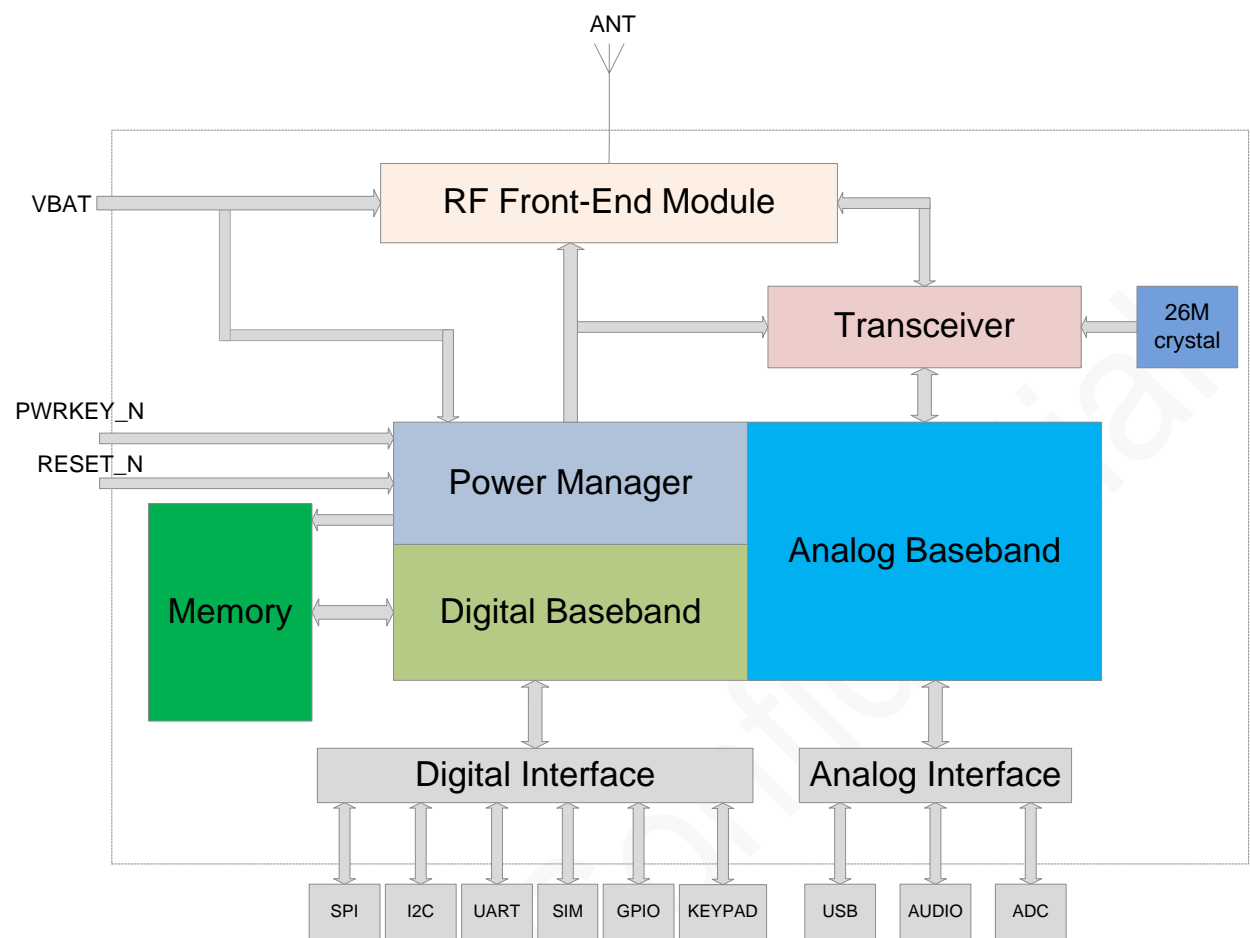 ANT
RF Front-End Module
VBAT
Transceiver
26M
crystal
PWRKEY_N
RESET_N
Power Manager
Analog Baseband
Memory
Digital Baseband
Digital Interface
Analog Interface
SPI
I2C
UART
SIM
GPIO
KEYPAD
USB
AUDIO
ADC